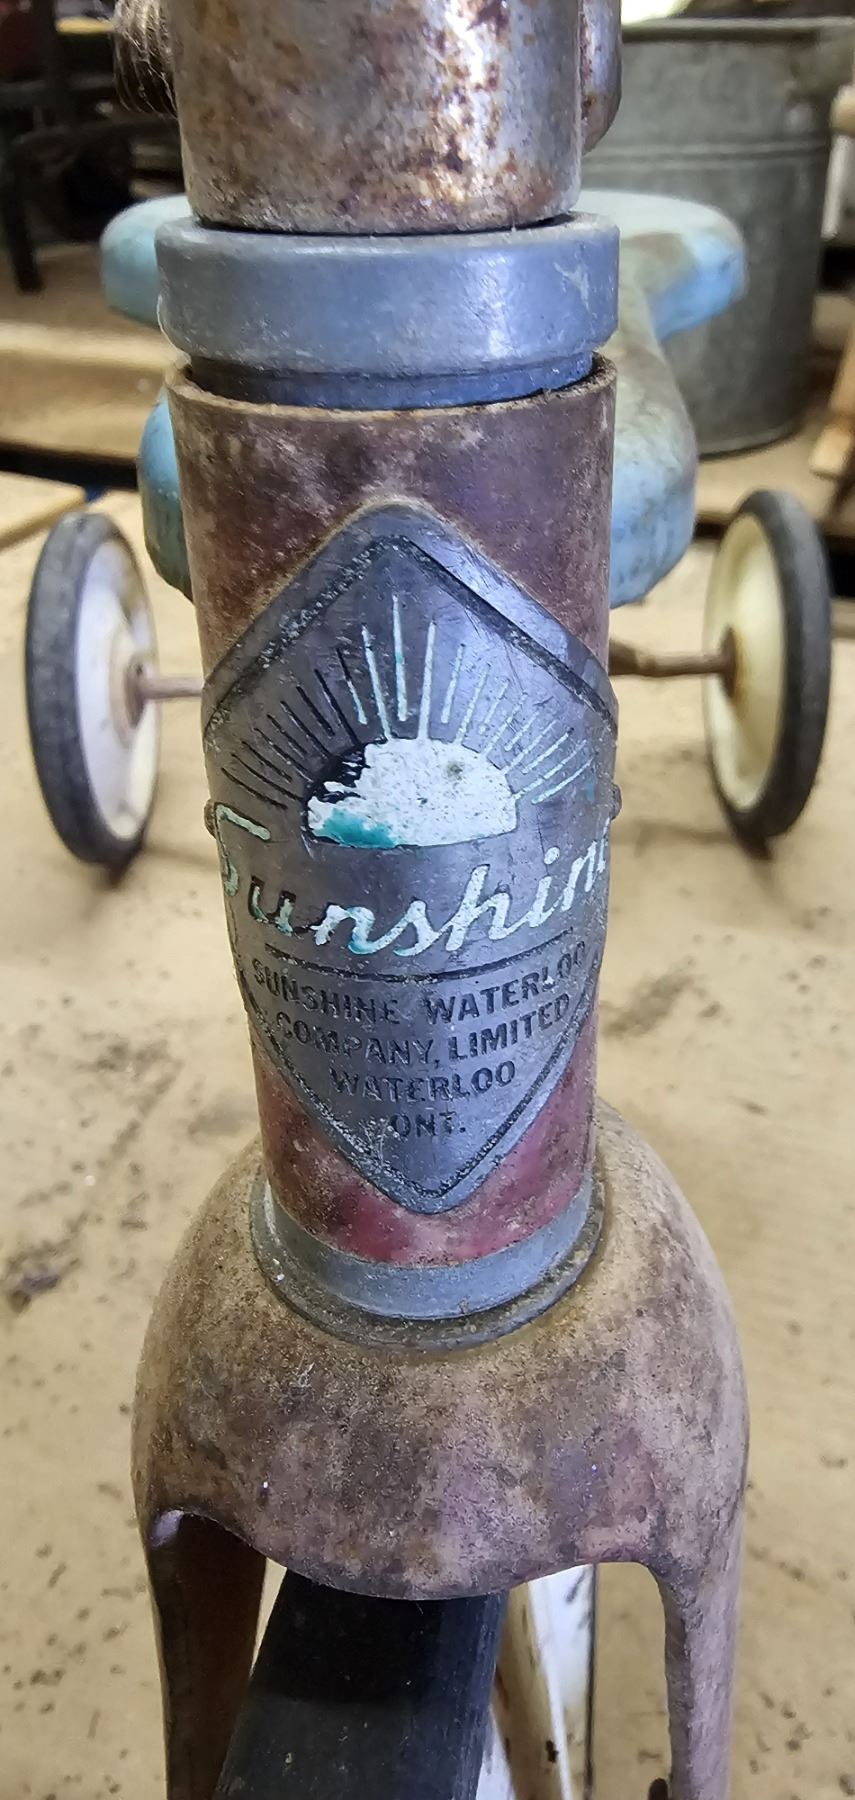 Sunshine
SUNSHINE WATERLOO
COMPANY, LIMITED
WATERLOO
ONT.